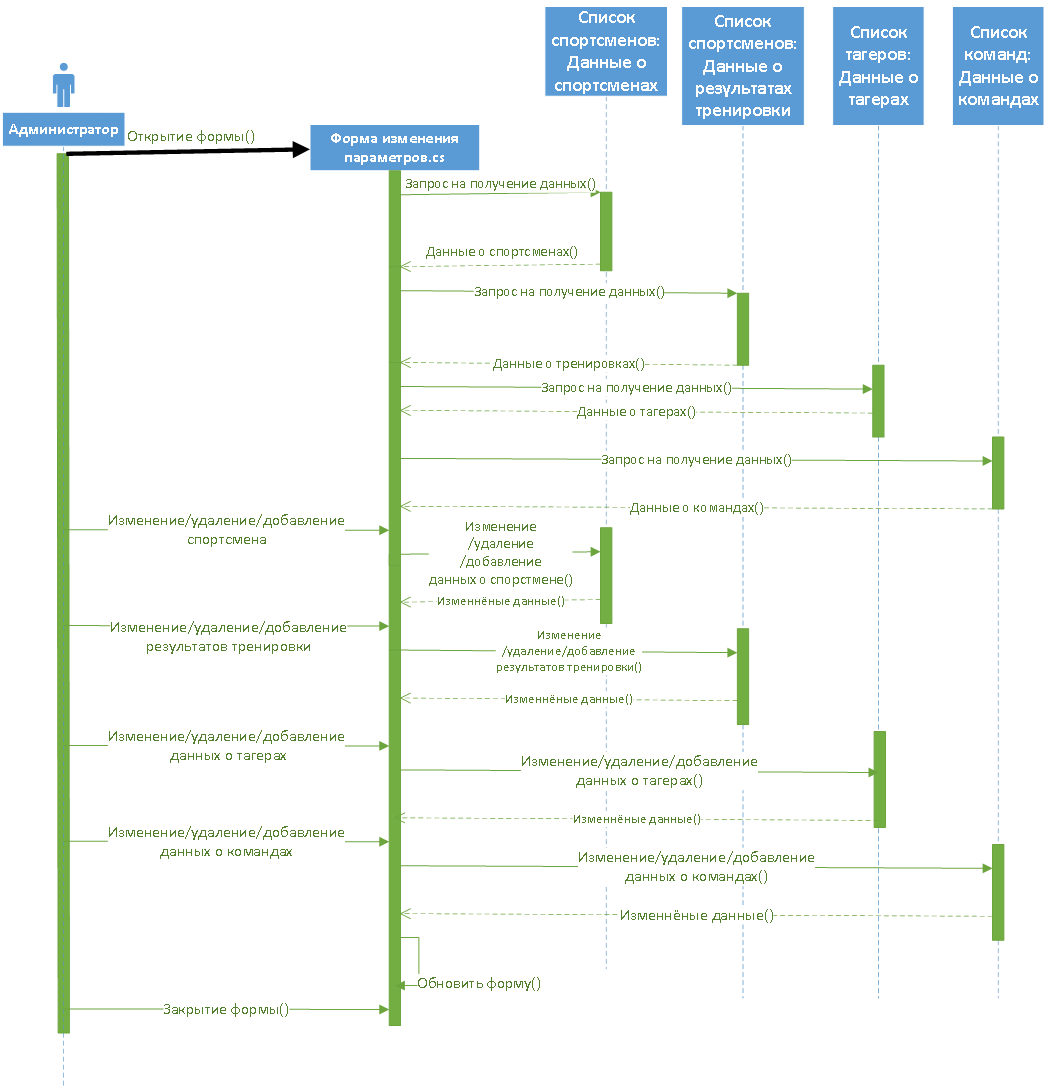 Список
спортсменов:
Данные о
спортсменах
Список
спортсменов:
Данные о
результатах
тренировки
Список
тагеров:
Данные о
тагерах
Список
команд:
Данные о
командах
Администратор
Открытие формы()
Форма изменения
параметров.cs
Запрос на получение данных()
Данные о спортсменах()
Запрос на получение данных()
Данные о тренировках()
Запрос на получение данных()
Данные о тагерах()
Запрос на получение данных()
Данные о командах()
Изменение/удаление/добавление
спортсмена
Изменение
/удаление
/добавление
данных о спорстмене()
Изменнёные данные()
Изменение/удаление/добавление
результатов тренировки
Изменение
/удаление/добавление
результатов тренировки()
Изменнёные данные()
Изменение/удаление/добавление
данных о тагерах
Изменение/удаление/добавление
данных о тагерах()
Изменнёные данные()
Изменение/удаление/добавление
данных о командах
Изменение/удаление/добавление
данных о командах()
Изменнёные данные()
Обновить форму()
Закрытие формы()